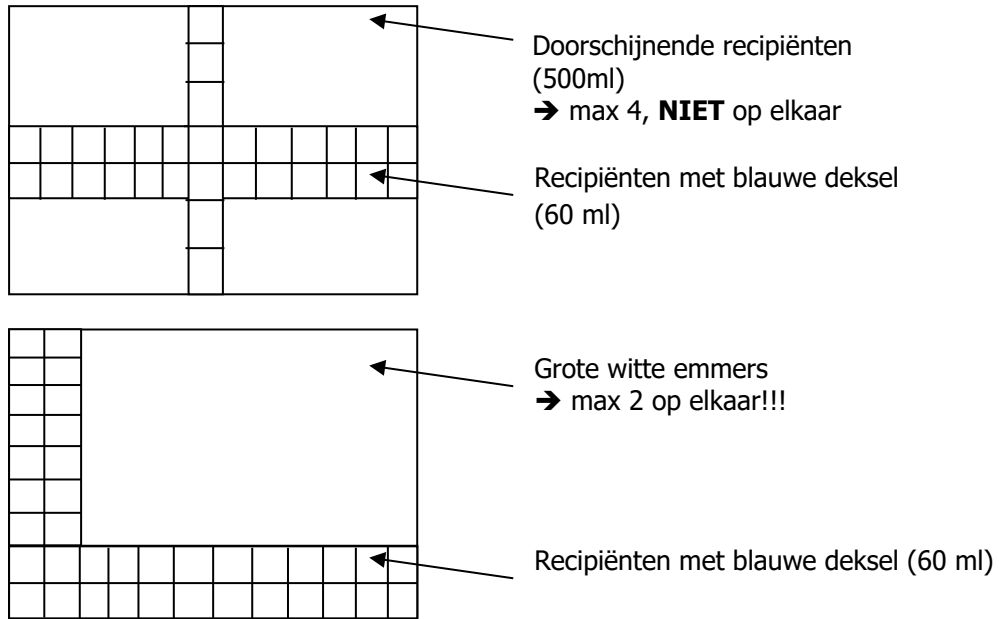 Doorschijnende recipiënten
(500ml)
➔ max 4, NIET op elkaar
Recipiënten met blauwe deksel
(60 ml)
Grote witte emmers
➔ max 2 op elkaar!!!
Recipiënten met blauwe deksel (60 ml)